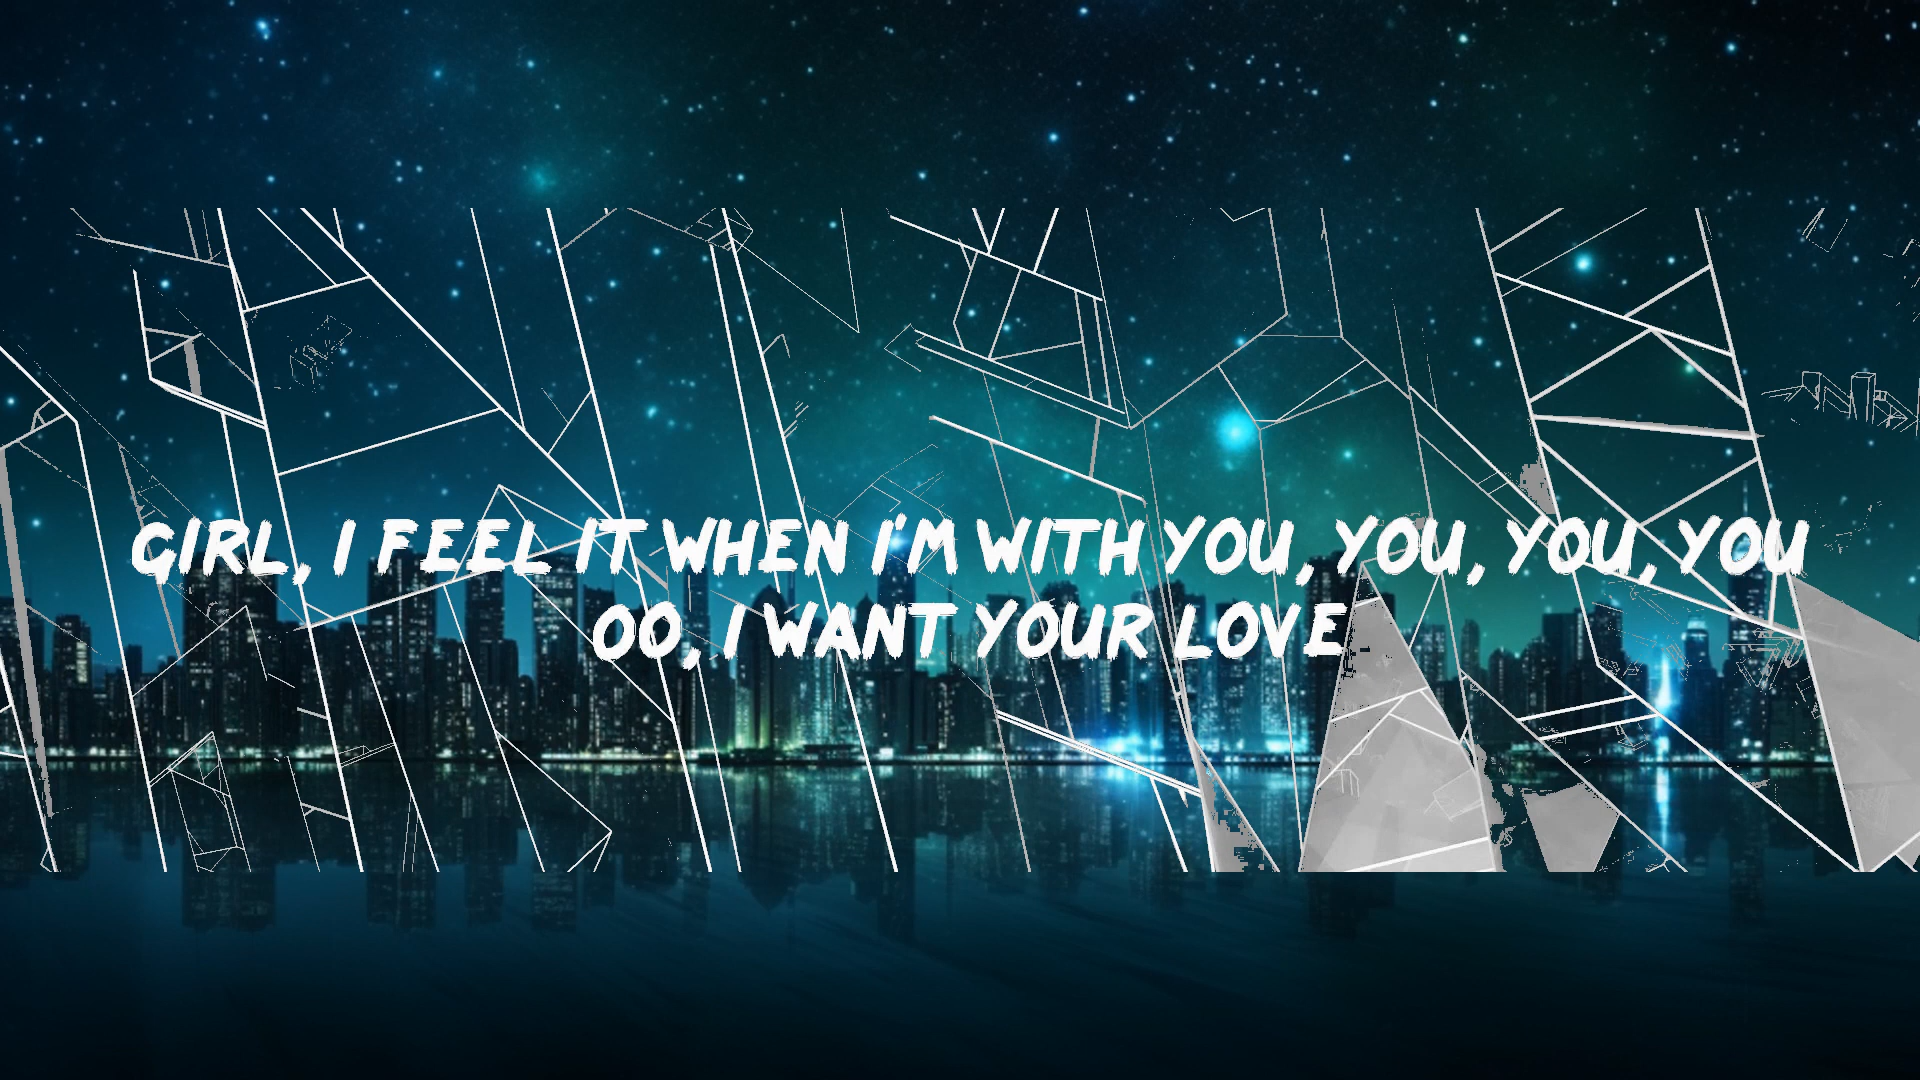 GIRL, I FEEL IT WHEN I'M WITH YOU, YOU, YOU, YOU
OO, I WANT YOUR LOVE